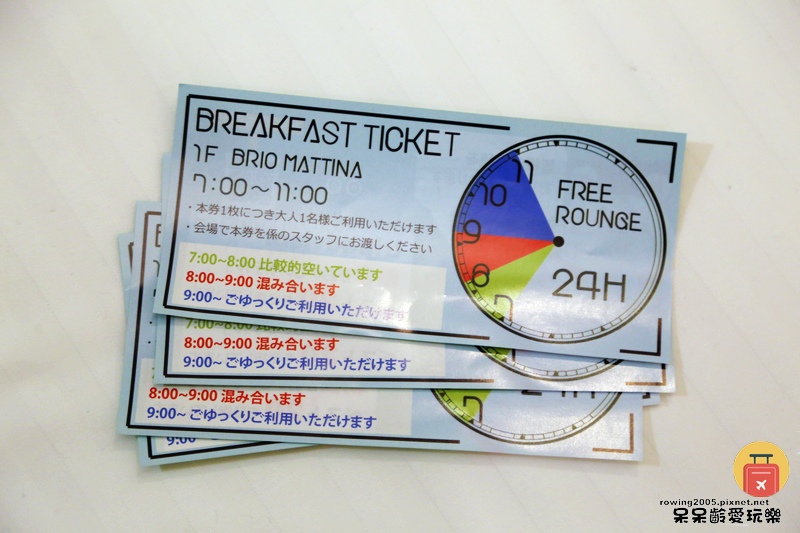 BREAKFAST TICKET
1F BRIO MATTINA
7:00～11:00
・本券1枚につき大人1名様ご利用いただけます
・会場で本券を係のスタッフにお渡しください
7:00~8:00 比較的空いています
8:00~9:00 混み合います
9:00~ ごゆっくりご利用いただけます
11
10
9
8
7
FREE
ROUNGE
24H
8:00~9:00 混み合います
9:00~ ごゆっくりご利用いただけます
24H
8:00~9:00 混み合います
9:00~ ごゆっくりご利用いただけます
7
9:00~
rowing2005.pixnet.net
呆呆齡愛玩樂